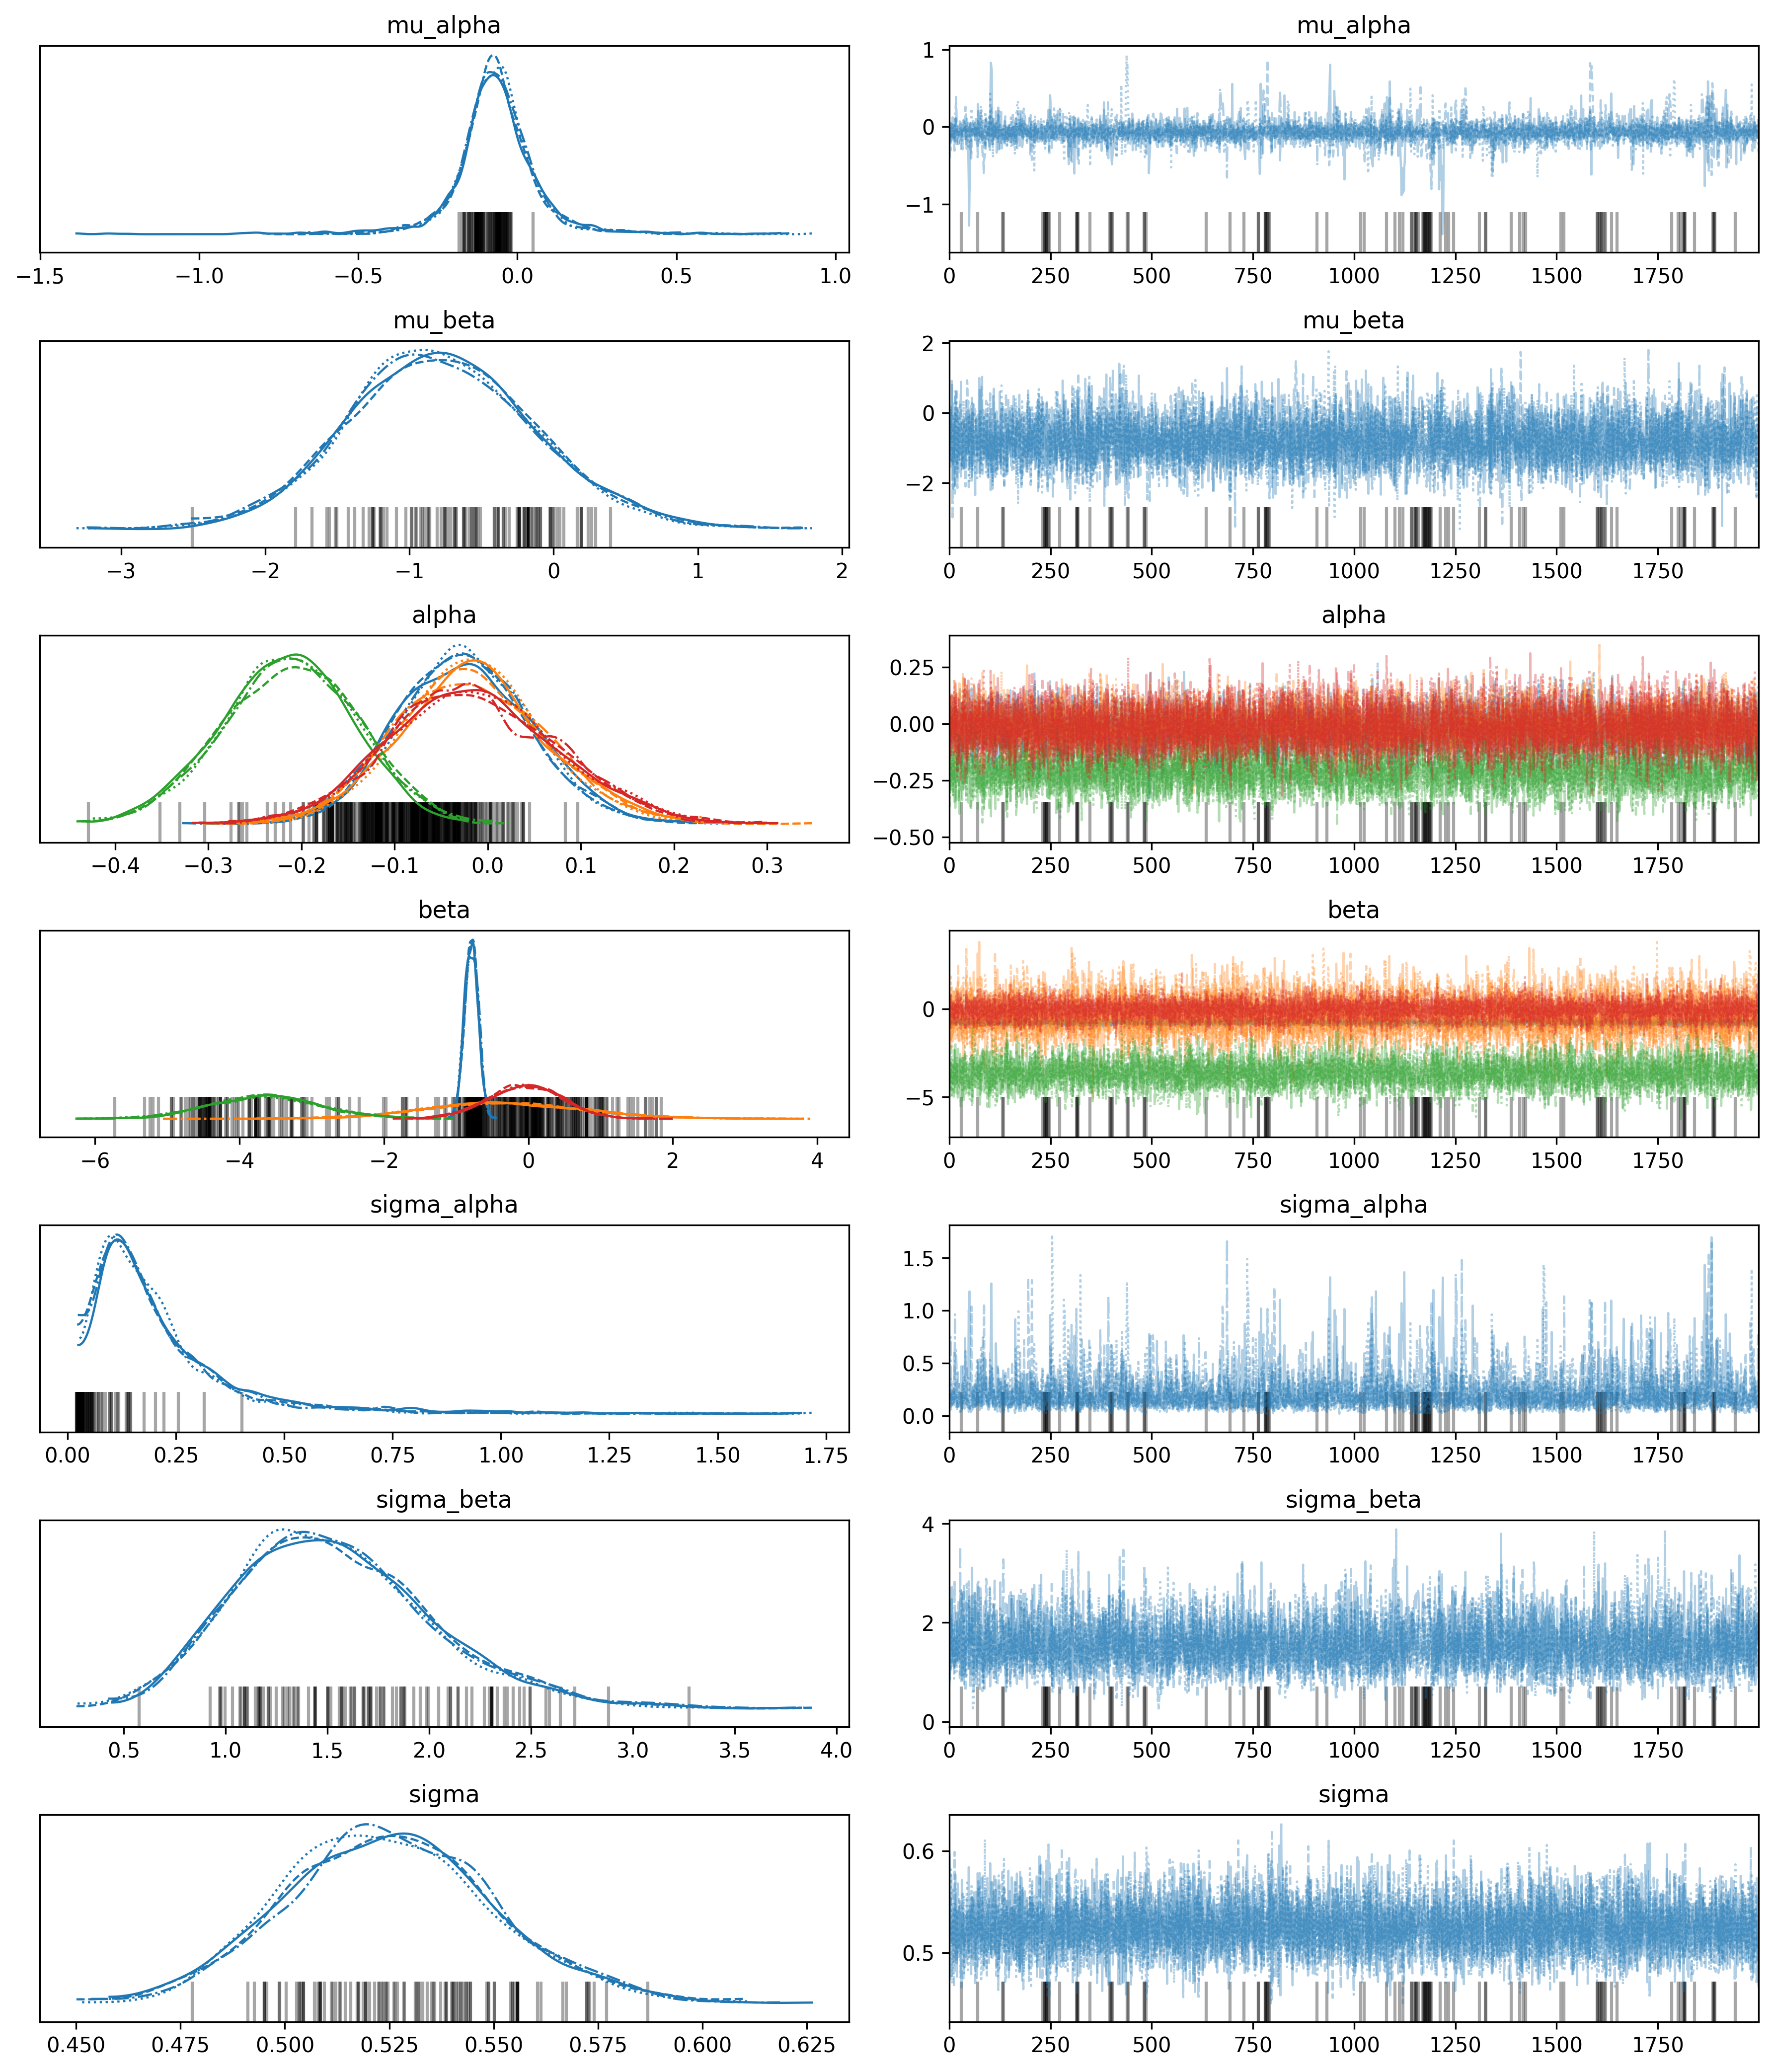 mu_alpha mu_alpha
1
0
−1
−1.5 −1.0 −0.5 0.0 0.5 1.0 0 250 500 750 1000 1250 1500 1750
mu_beta mu_beta
2
0
−2
−3 −2 −1 0 1 2 0 250 500 750 1000 1250 1500 1750
alpha alpha
0.25
0.00
−0.25
−0.50
−0.4 −0.3 −0.2 −0.1 0.0 0.1 0.2 0.3 0 250 500 750 1000 1250 1500 1750
beta beta
0
−5
−6 −4 −2 0 2 4 0 250 500 750 1000 1250 1500 1750
sigma_alpha sigma_alpha
1.5
1.0
0.5
0.0
0.00 0.25 0.50 0.75 1.00 1.25 1.50 1.75 0 250 500 750 1000 1250 1500 1750
sigma_beta sigma_beta
4
2
0
0.5 1.0 1.5 2.0 2.5 3.0 3.5 4.0 0 250 500 750 1000 1250 1500 1750
sigma sigma
0.6
0.5
0.450 0.475 0.500 0.525 0.550 0.575 0.600 0.625 0 250 500 750 1000 1250 1500 1750